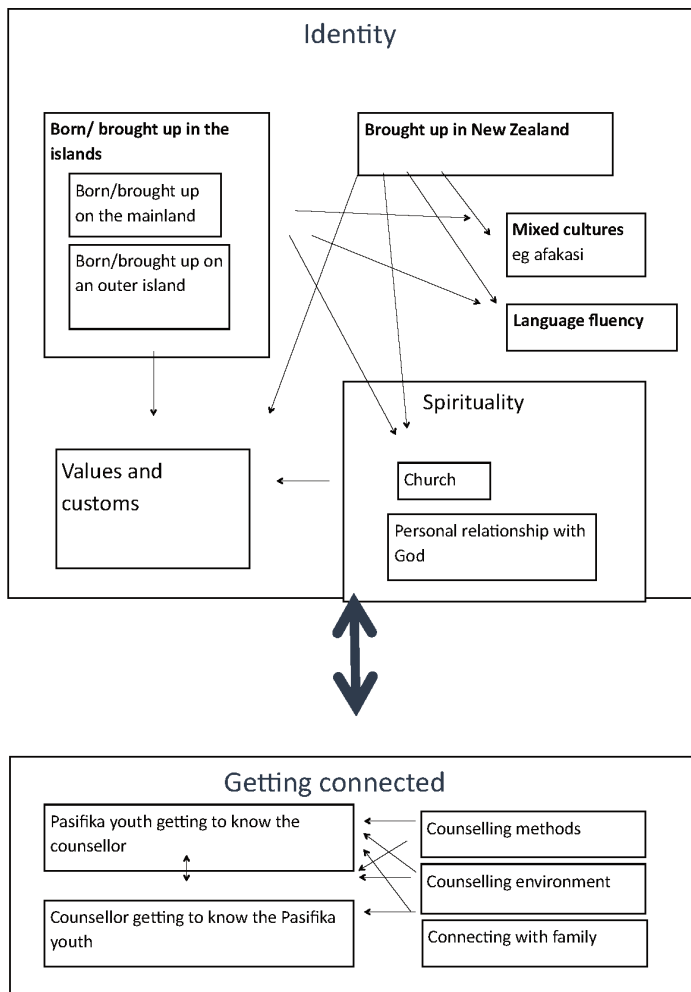 Identity
Born/ brought up in the
islands
Born/brought up
on the mainland
Born/brought up on
an outer island
Brought up in New Zealand
Mixed cultures
eg afakasi
Language fluency
Values and
customs
Spirituality
Church
Personal relationship with
God
Getting connected
Pasifika youth getting to know the
counsellor
Counsellor getting to know the Pasifika
youth
Counselling methods
Counselling environment
Connecting with family